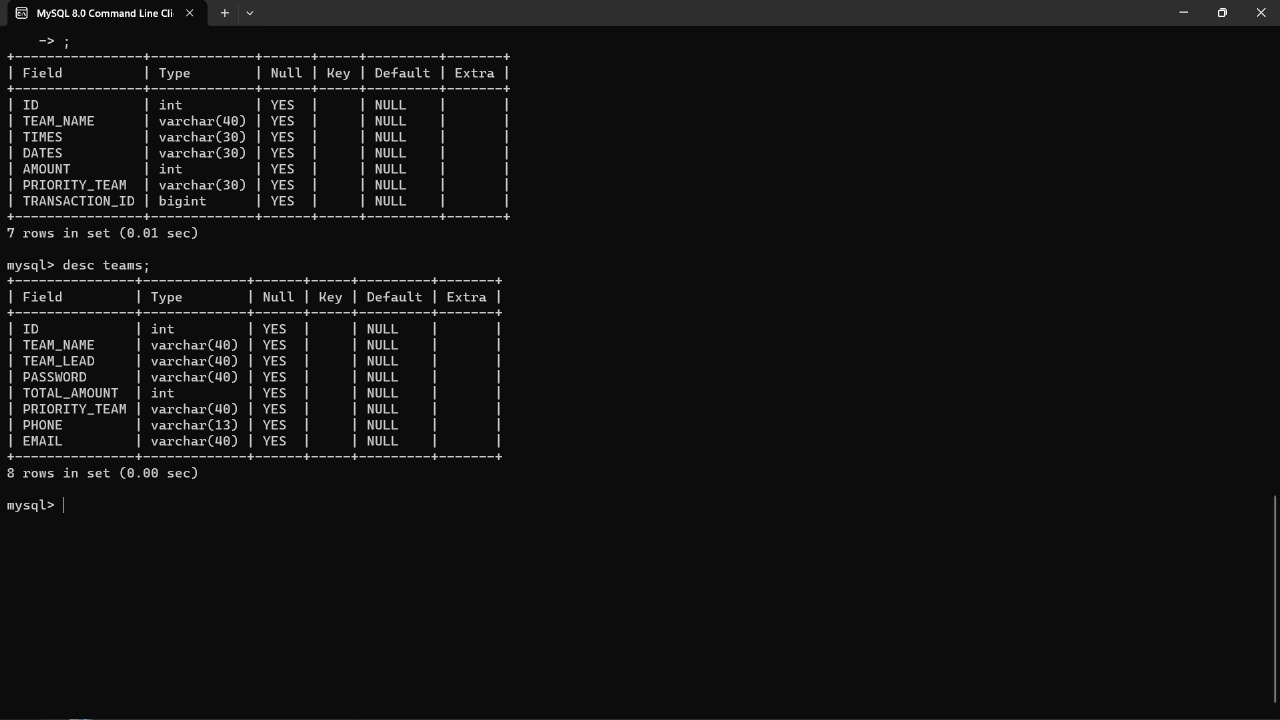 MySQL 8.0 Command Line Cli
    -> ;
+----------------+-------------+------+-----+---------+-------+
| Field          | Type        | Null | Key | Default | Extra |
+----------------+-------------+------+-----+---------+-------+
| ID             | int         | YES  |     | NULL    |       |
| TEAM_NAME      | varchar(40) | YES  |     | NULL    |       |
| TIMES          | varchar(30) | YES  |     | NULL    |       |
| DATES          | varchar(30) | YES  |     | NULL    |       |
| AMOUNT         | int         | YES  |     | NULL    |       |
| PRIORITY_TEAM  | varchar(30) | YES  |     | NULL    |       |
| TRANSACTION_ID | bigint      | YES  |     | NULL    |       |
+----------------+-------------+------+-----+---------+-------+
7 rows in set (0.01 sec)
mysql> desc teams;
+---------------+-------------+------+-----+---------+-------+
| Field         | Type        | Null | Key | Default | Extra |
+---------------+-------------+------+-----+---------+-------+
| ID            | int         | YES  |     | NULL    |       |
| TEAM_NAME     | varchar(40) | YES  |     | NULL    |       |
| TEAM_LEAD     | varchar(40) | YES  |     | NULL    |       |
| PASSWORD      | varchar(40) | YES  |     | NULL    |       |
| TOTAL_AMOUNT  | int         | YES  |     | NULL    |       |
| PRIORITY_TEAM | varchar(40) | YES  |     | NULL    |       |
| PHONE         | varchar(13) | YES  |     | NULL    |       |
| EMAIL         | varchar(40) | YES  |     | NULL    |       |
+---------------+-------------+------+-----+---------+-------+
8 rows in set (0.00 sec)
mysql>